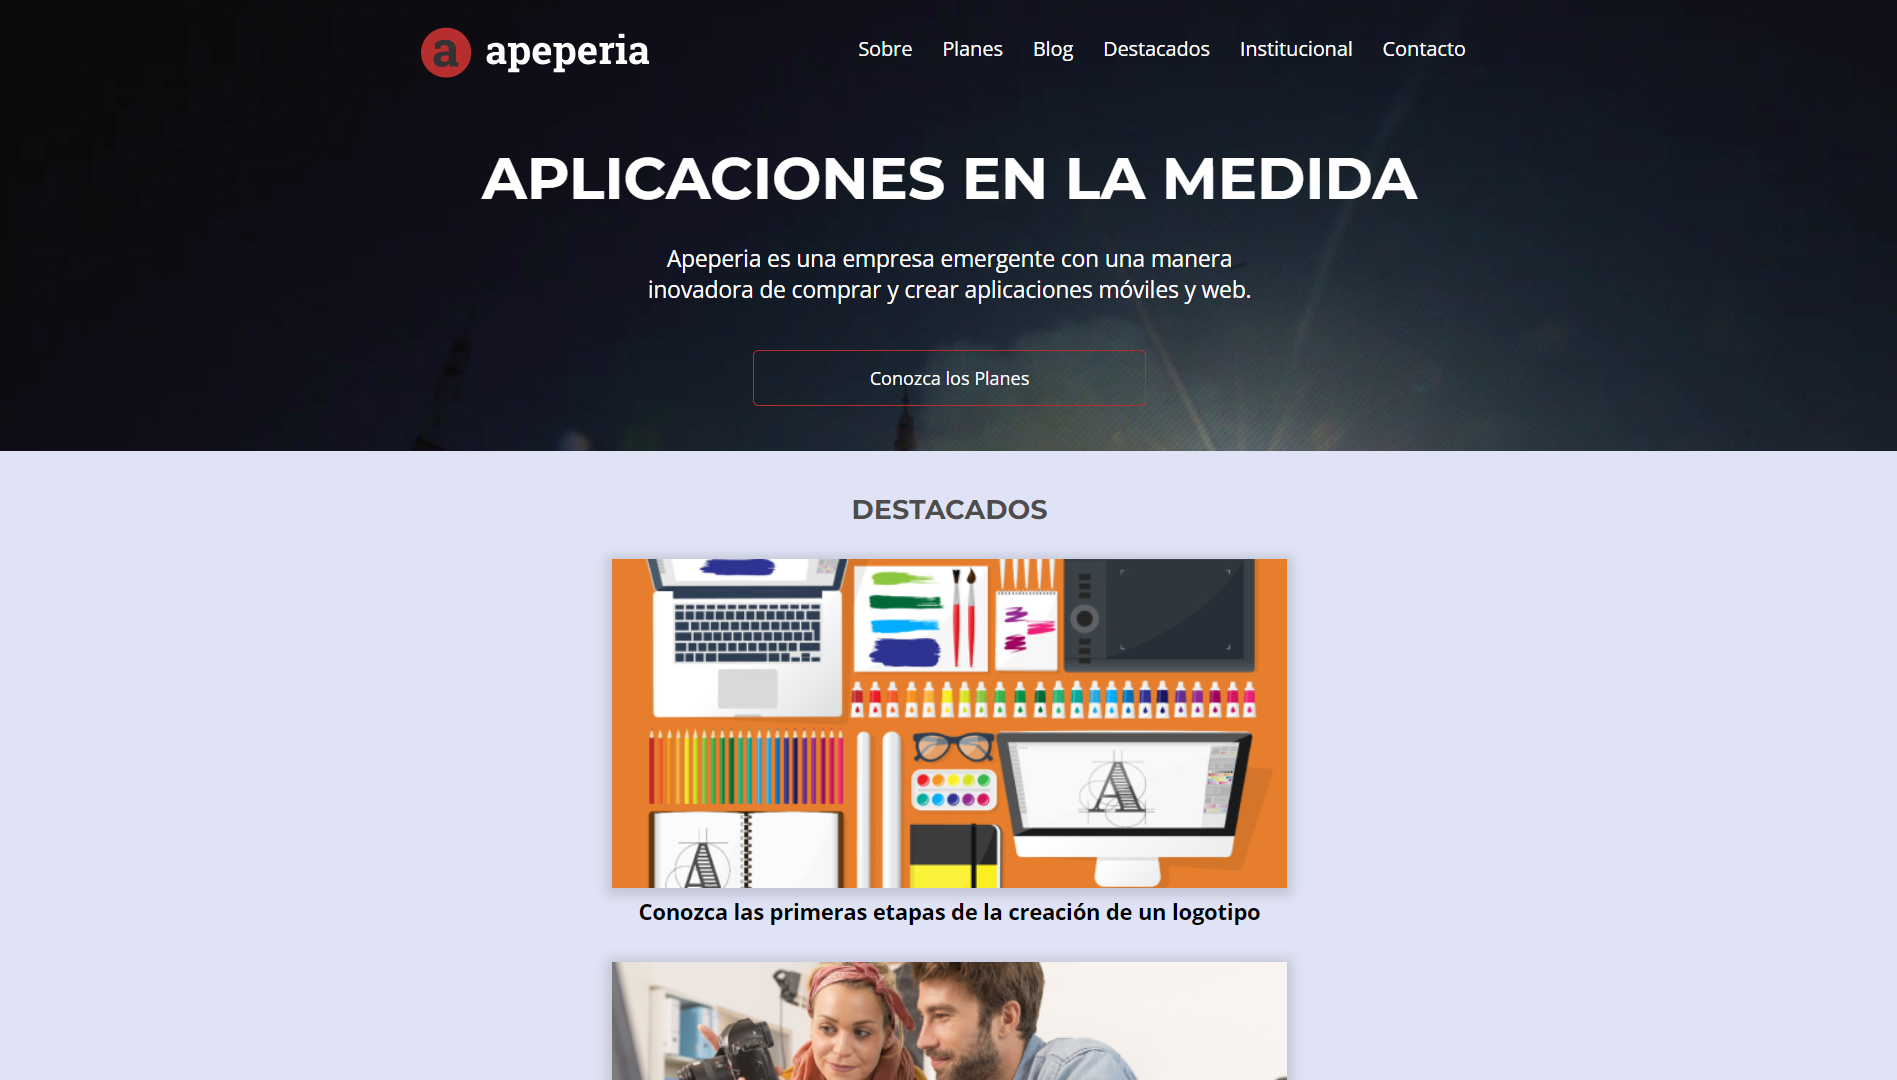 a apeperia
Sobre Planes Blog Destacados Institucional Contacto
APLICACIONES EN LA MEDIDA
Apeperia es una empresa emergente con una manera
inovadora de comprar y crear aplicaciones móviles y web.
Conozca los Planes
DESTACADOS
A
A
Conozca las primeras etapas de la creación de un logotipo